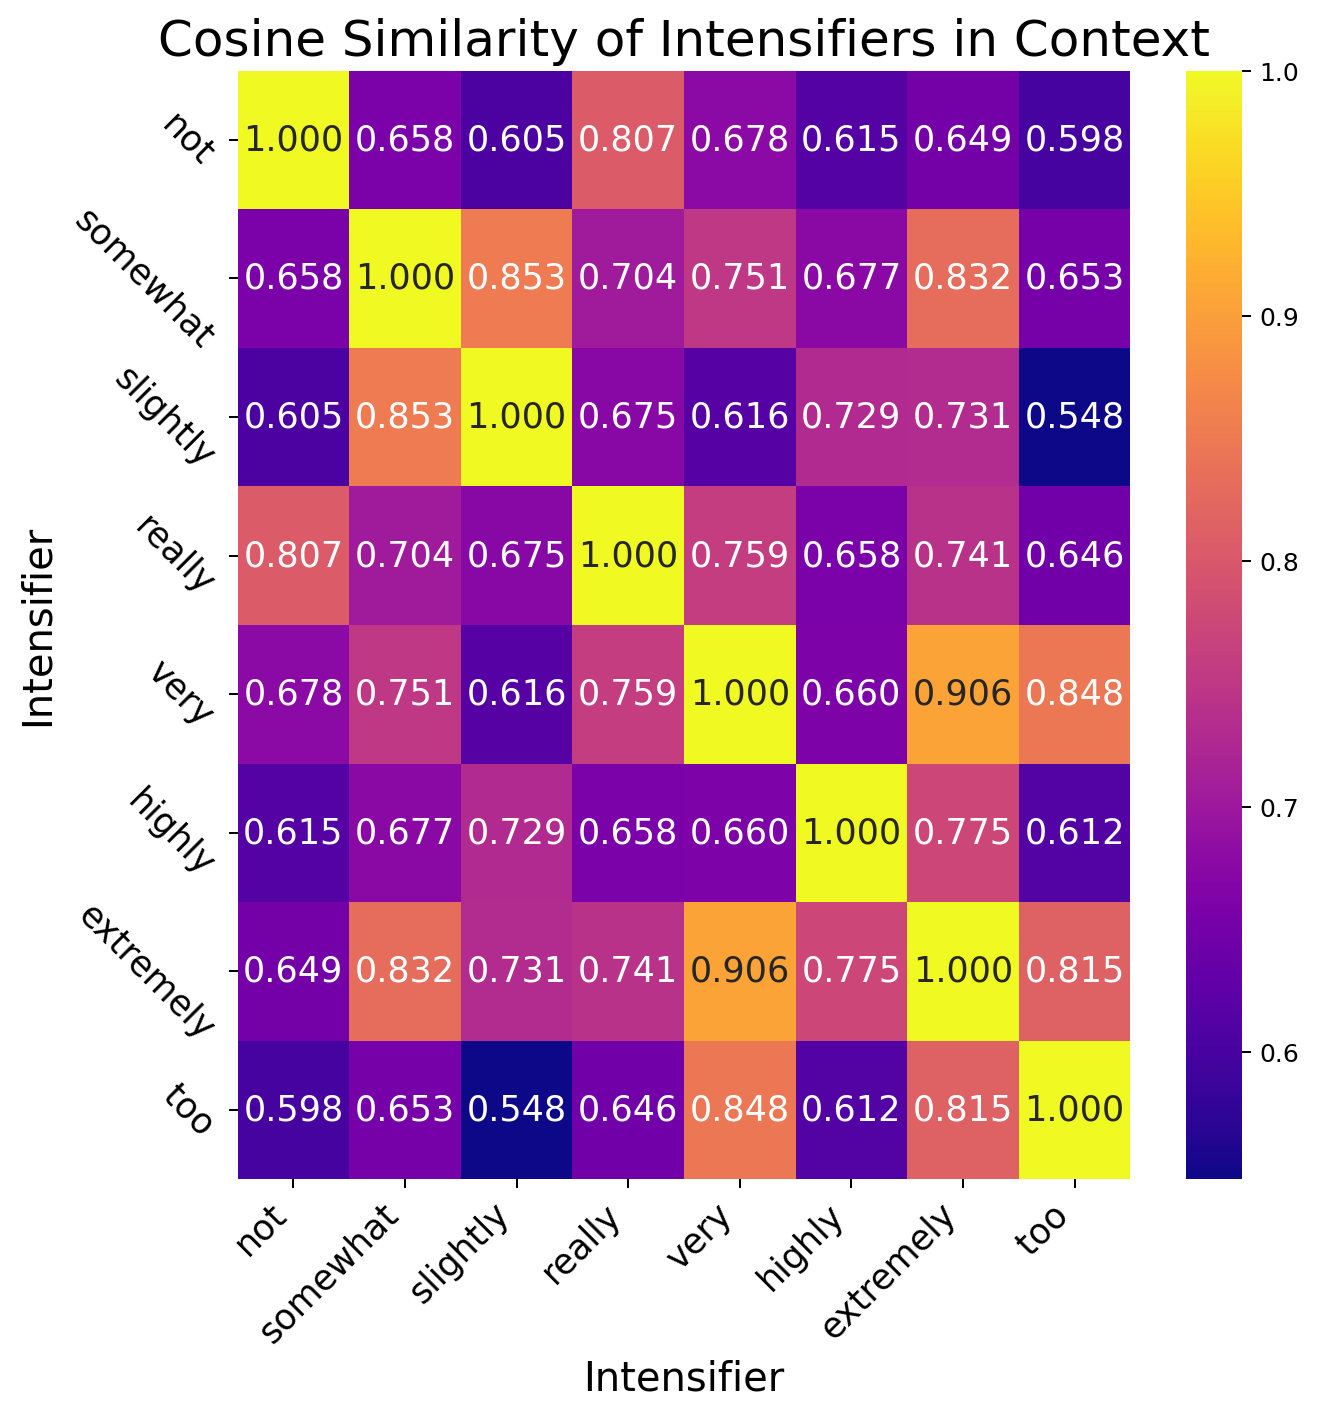 Cosine Similarity of Intensifiers in Context
not 1.000 0.658 0.605 0.807 0.678 0.615 0.649 0.598
somewhat 0.658 1.000 0.853 0.704 0.751 0.677 0.832 0.653
slightly 0.605 0.853 1.000 0.675 0.616 0.729 0.731 0.548
really 0.807 0.704 0.675 1.000 0.759 0.658 0.741 0.646
very 0.678 0.751 0.616 0.759 1.000 0.660 0.906 0.848
highly 0.615 0.677 0.729 0.658 0.660 1.000 0.775 0.612
extremely 0.649 0.832 0.731 0.741 0.906 0.775 1.000 0.815
too 0.598 0.653 0.548 0.646 0.848 0.612 0.815 1.000
not somewhat slightly really very highly extremely too
Intensifier
Intensifier
1.0
0.9
0.8
0.7
0.6